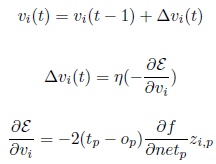 v_i(t) = v_i(t − 1) + Δv_i(t)
Δv_i(t) = η(−∂ℰ/∂v_i)
∂ℰ/∂v_i = −2(t_p − o_p) ∂f/∂net_p z_{i,p}